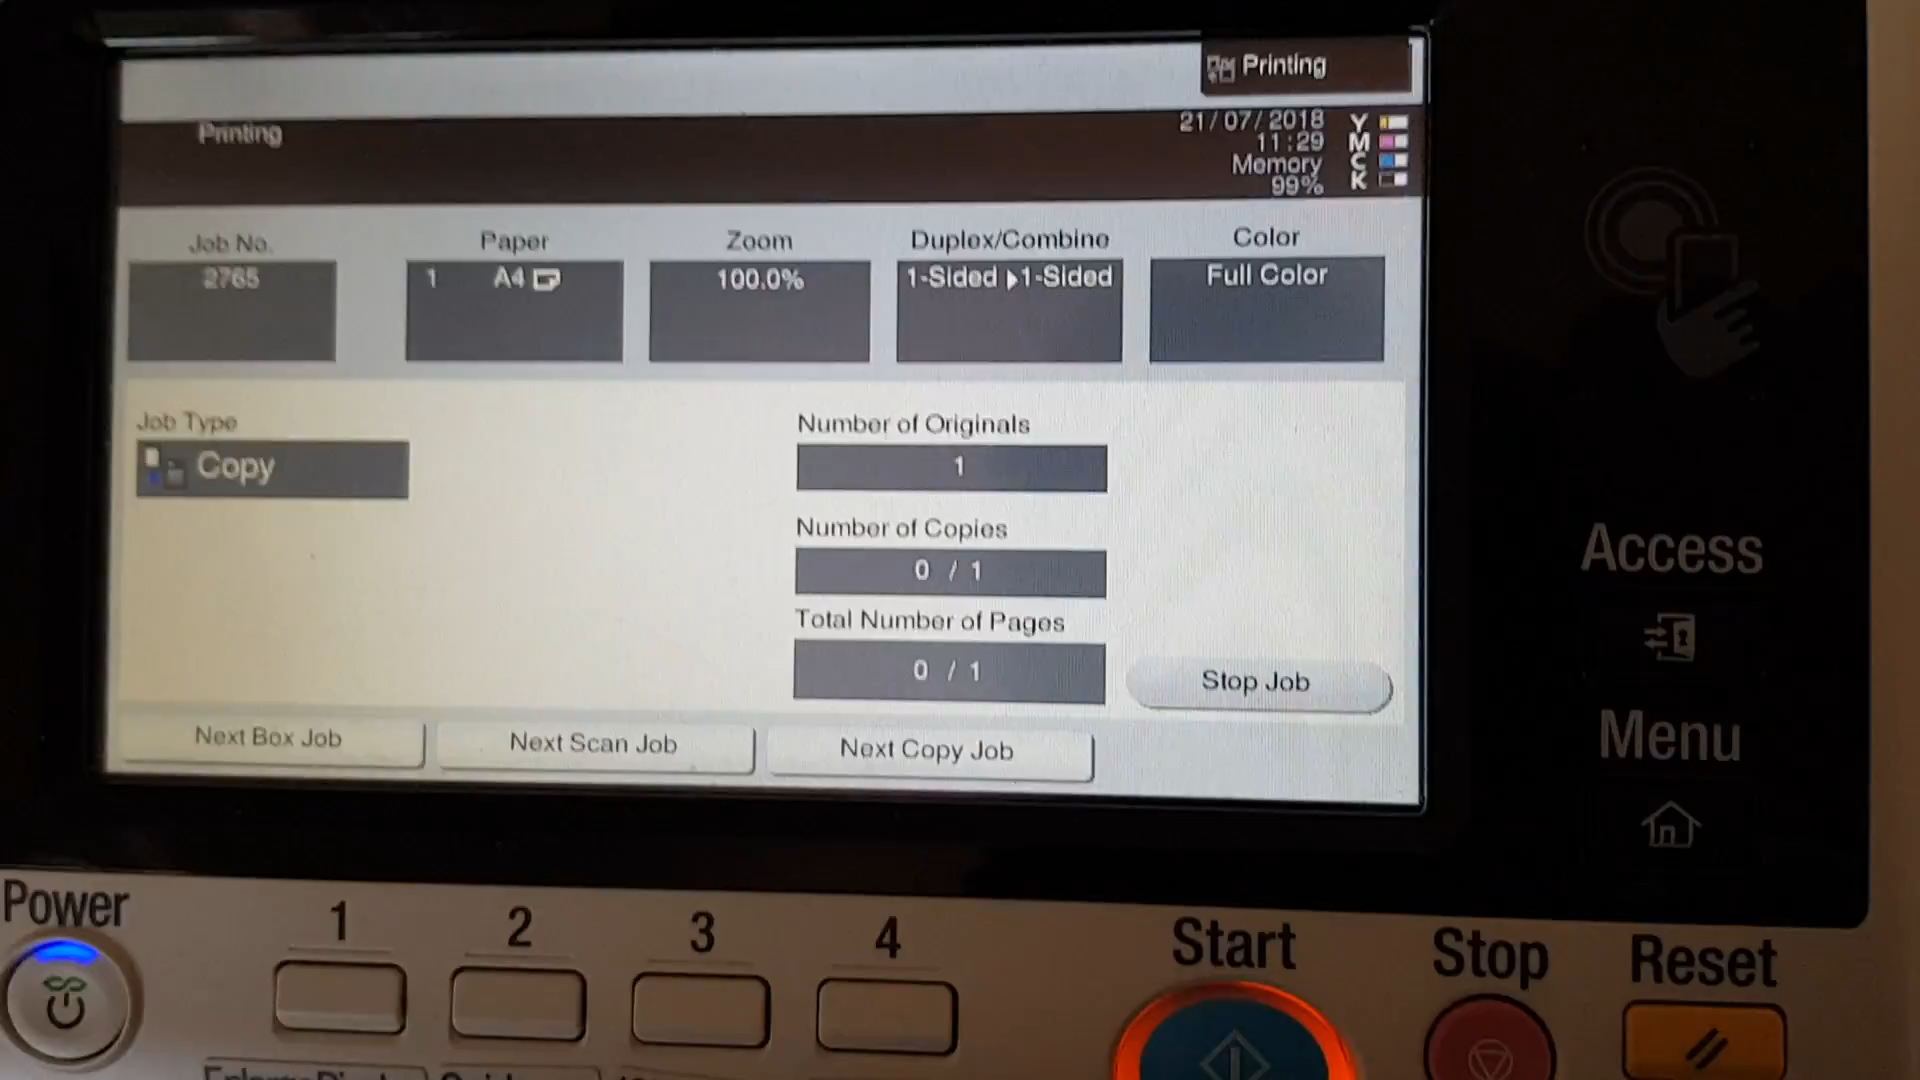 Printing
Printing
21/07/2018
11:29
Memory
99%
Y
M
C
K
Job No.
2765
Paper
1 A4
Zoom
100.0%
Duplex/Combine
1-Sided ▶1-Sided
Color
Full Color
Job Type
Copy
Number of Originals
1
Number of Copies
0 / 1
Total Number of Pages
0 / 1
Stop Job
Next Box Job
Next Scan Job
Next Copy Job
Access
Menu
Power
1
2
3
4
Start
Stop
Reset